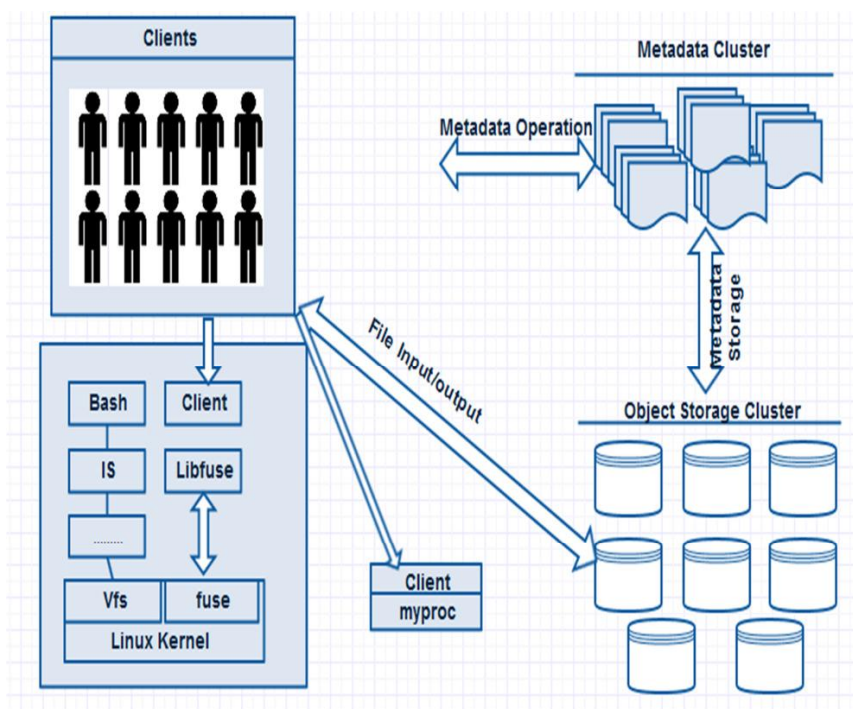 Clients
Metadata Cluster
Metadata Operation
Metadada
Storage
File Input/output
Object Storage Cluster
Bash
Client
IS
Libfuse
.........
Vfs
fuse
Linux Kernel
Client
myproc